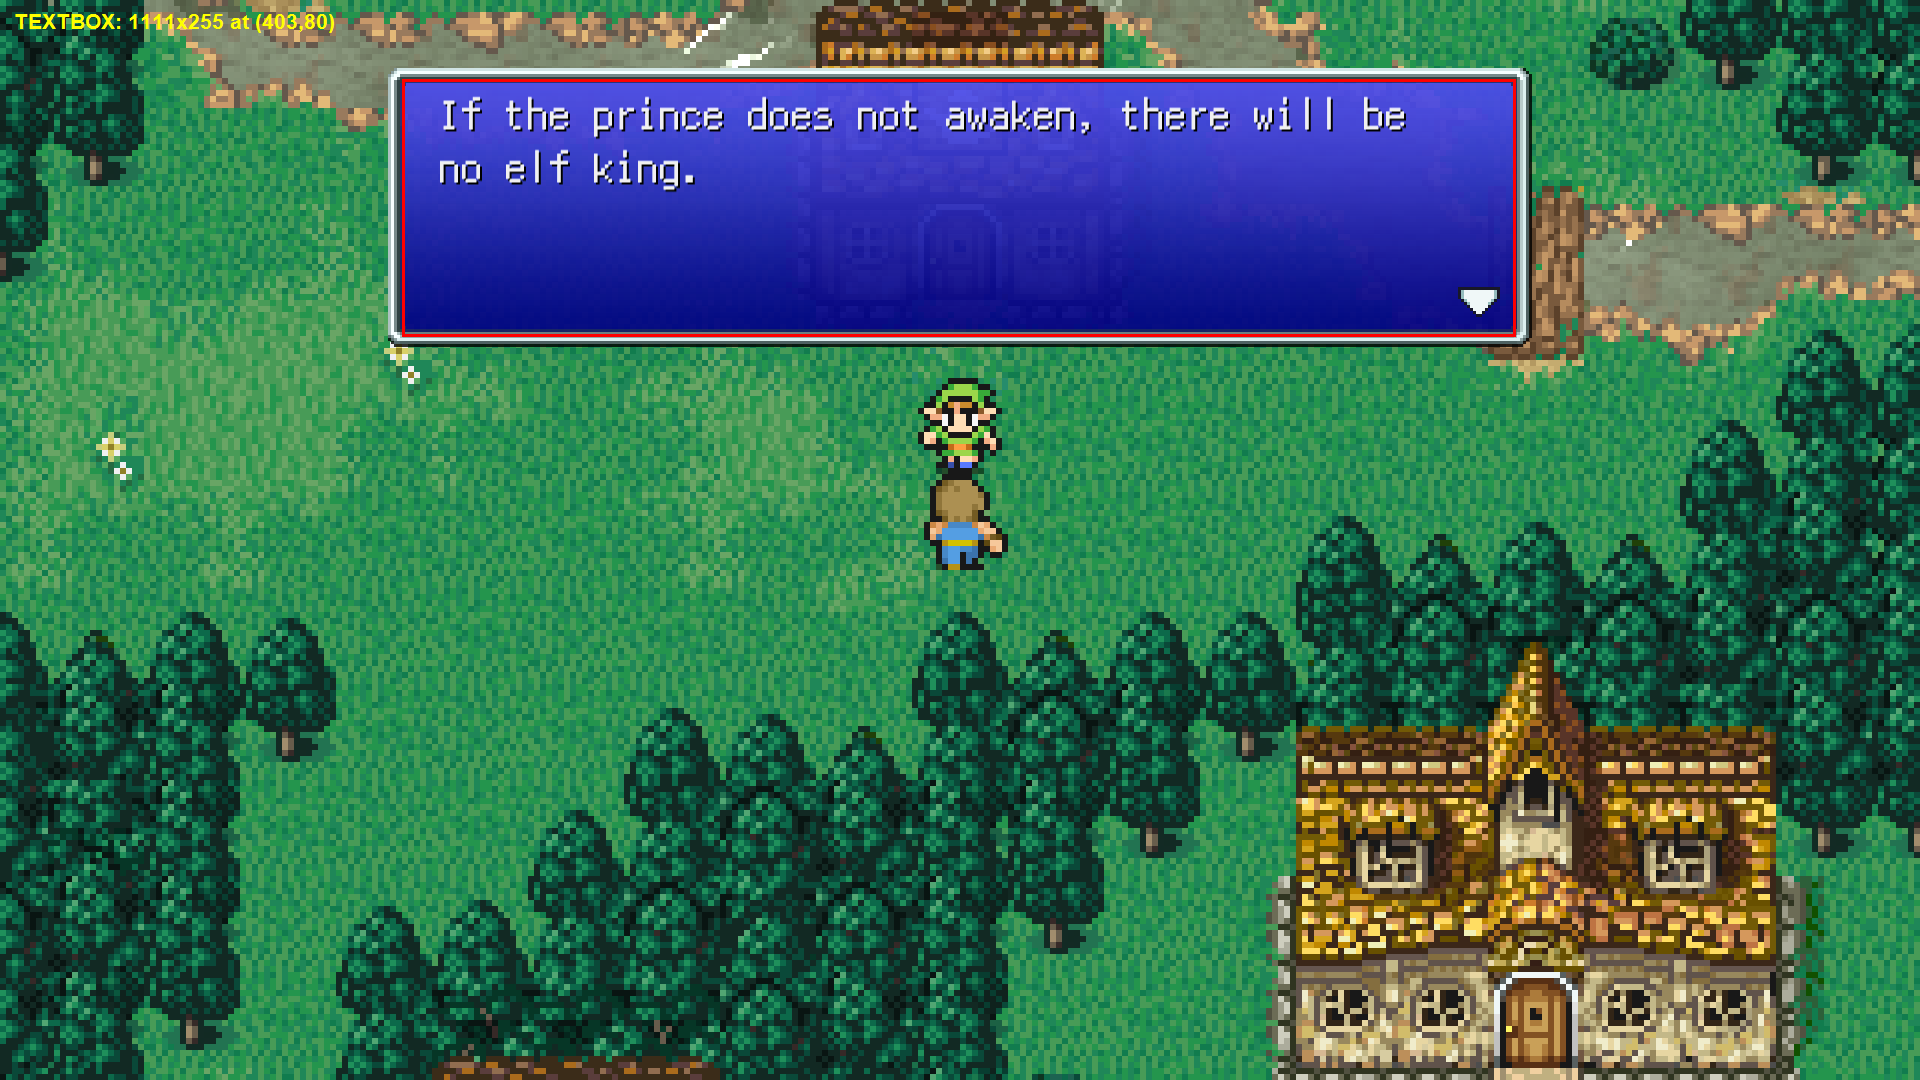 TEXTBOX: 1111x255 at (403,80)
If the prince does not awaken, there will be
no elf king.